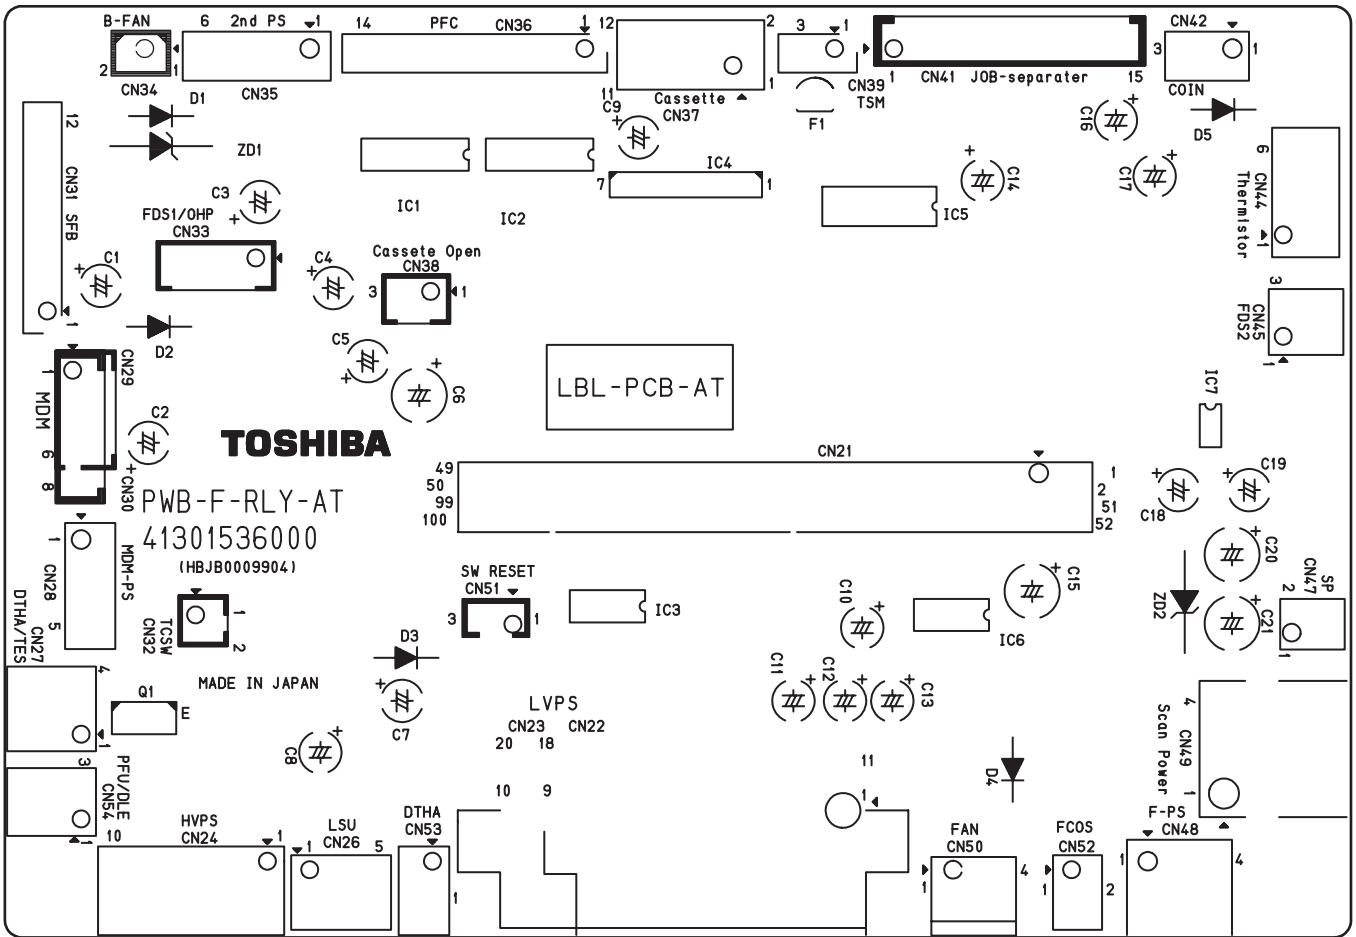 B-FAN
6 2nd PS 1
14 PFC CN36 1
12 2
3 1
CN42
3 1
2 1
CN34
CN35
1 CN41 JOB-separater 15
CN39
TSM
COIN
11 1
Cassette
CN37
F1
D1
ZD1
C9
C16
D5
12 CN31 SFB 1
C3
IC1
IC2
7 IC4 1
C14
C17
IC5
6 CN44 1
Thermistor
FDS1/OHP
CN33
C1
C4
Cassete Open
CN38
3 1
3
CN45
FDS2
1
D2
C5
C6
LBL-PCB-AT
IC7
CN29
1 MDM 6 8
CN30
C2
TOSHIBA
PWB-F-RLY-AT
41301536000
(HBJB0009904)
CN21
49
50
99
100
1
2
51
52
C18
C19
C20
C21
ZD2
SP
CN47
2
1
1 CN28 5
MDM-PS
DTHA/TES
CN27
4
1
TCSW
CN32
1 2
SW RESET
CN51
3 1
IC3
C10
C15
IC6
D3
MADE IN JAPAN
C7
Q1
E
C8
LVPS
CN23 CN22
20 18
10 9
C11
C12
C13
11
1
D4
4 CN49 1
Scan Power
PFU/DLE
CN54
3
1
10 HVPS 1
CN24
LSU
1 CN26 5
DTHA
CN53
1
FAN
CN50
1 4
FCOS
CN52
1 2
F-PS
CN48
1 4